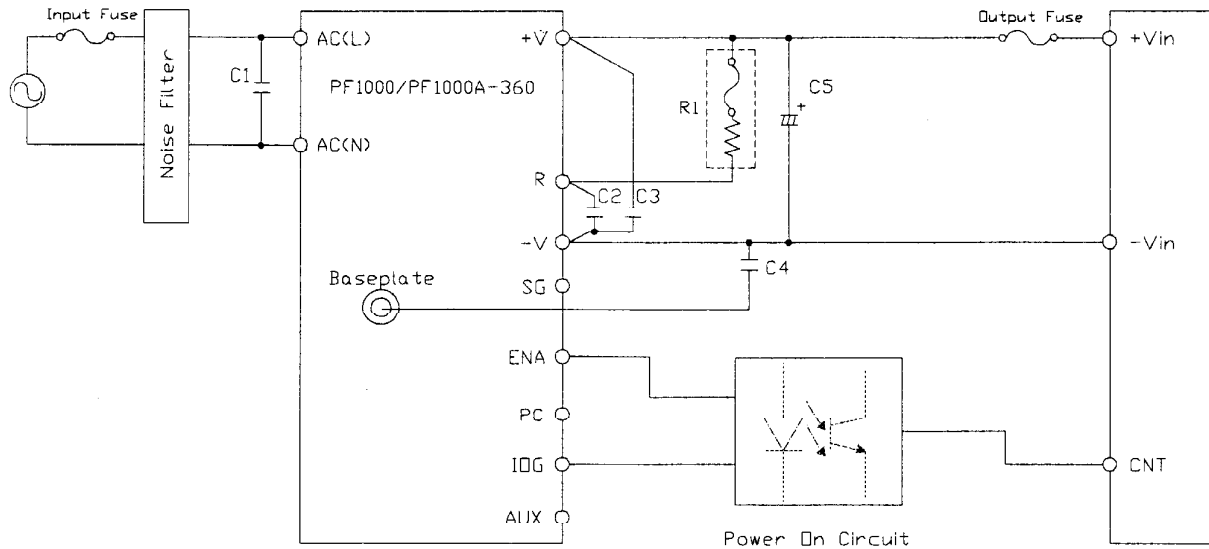 Input Fuse
Output Fuse
Noise Filter
C1
AC(L)
PF1000/PF1000A-360
AC(N)
+V
R
-V
R1
C5
+
C2
C3
C4
+Vin
-Vin
Baseplate
SG
ENA
PC
IOG
AUX
CNT
Power On Circuit